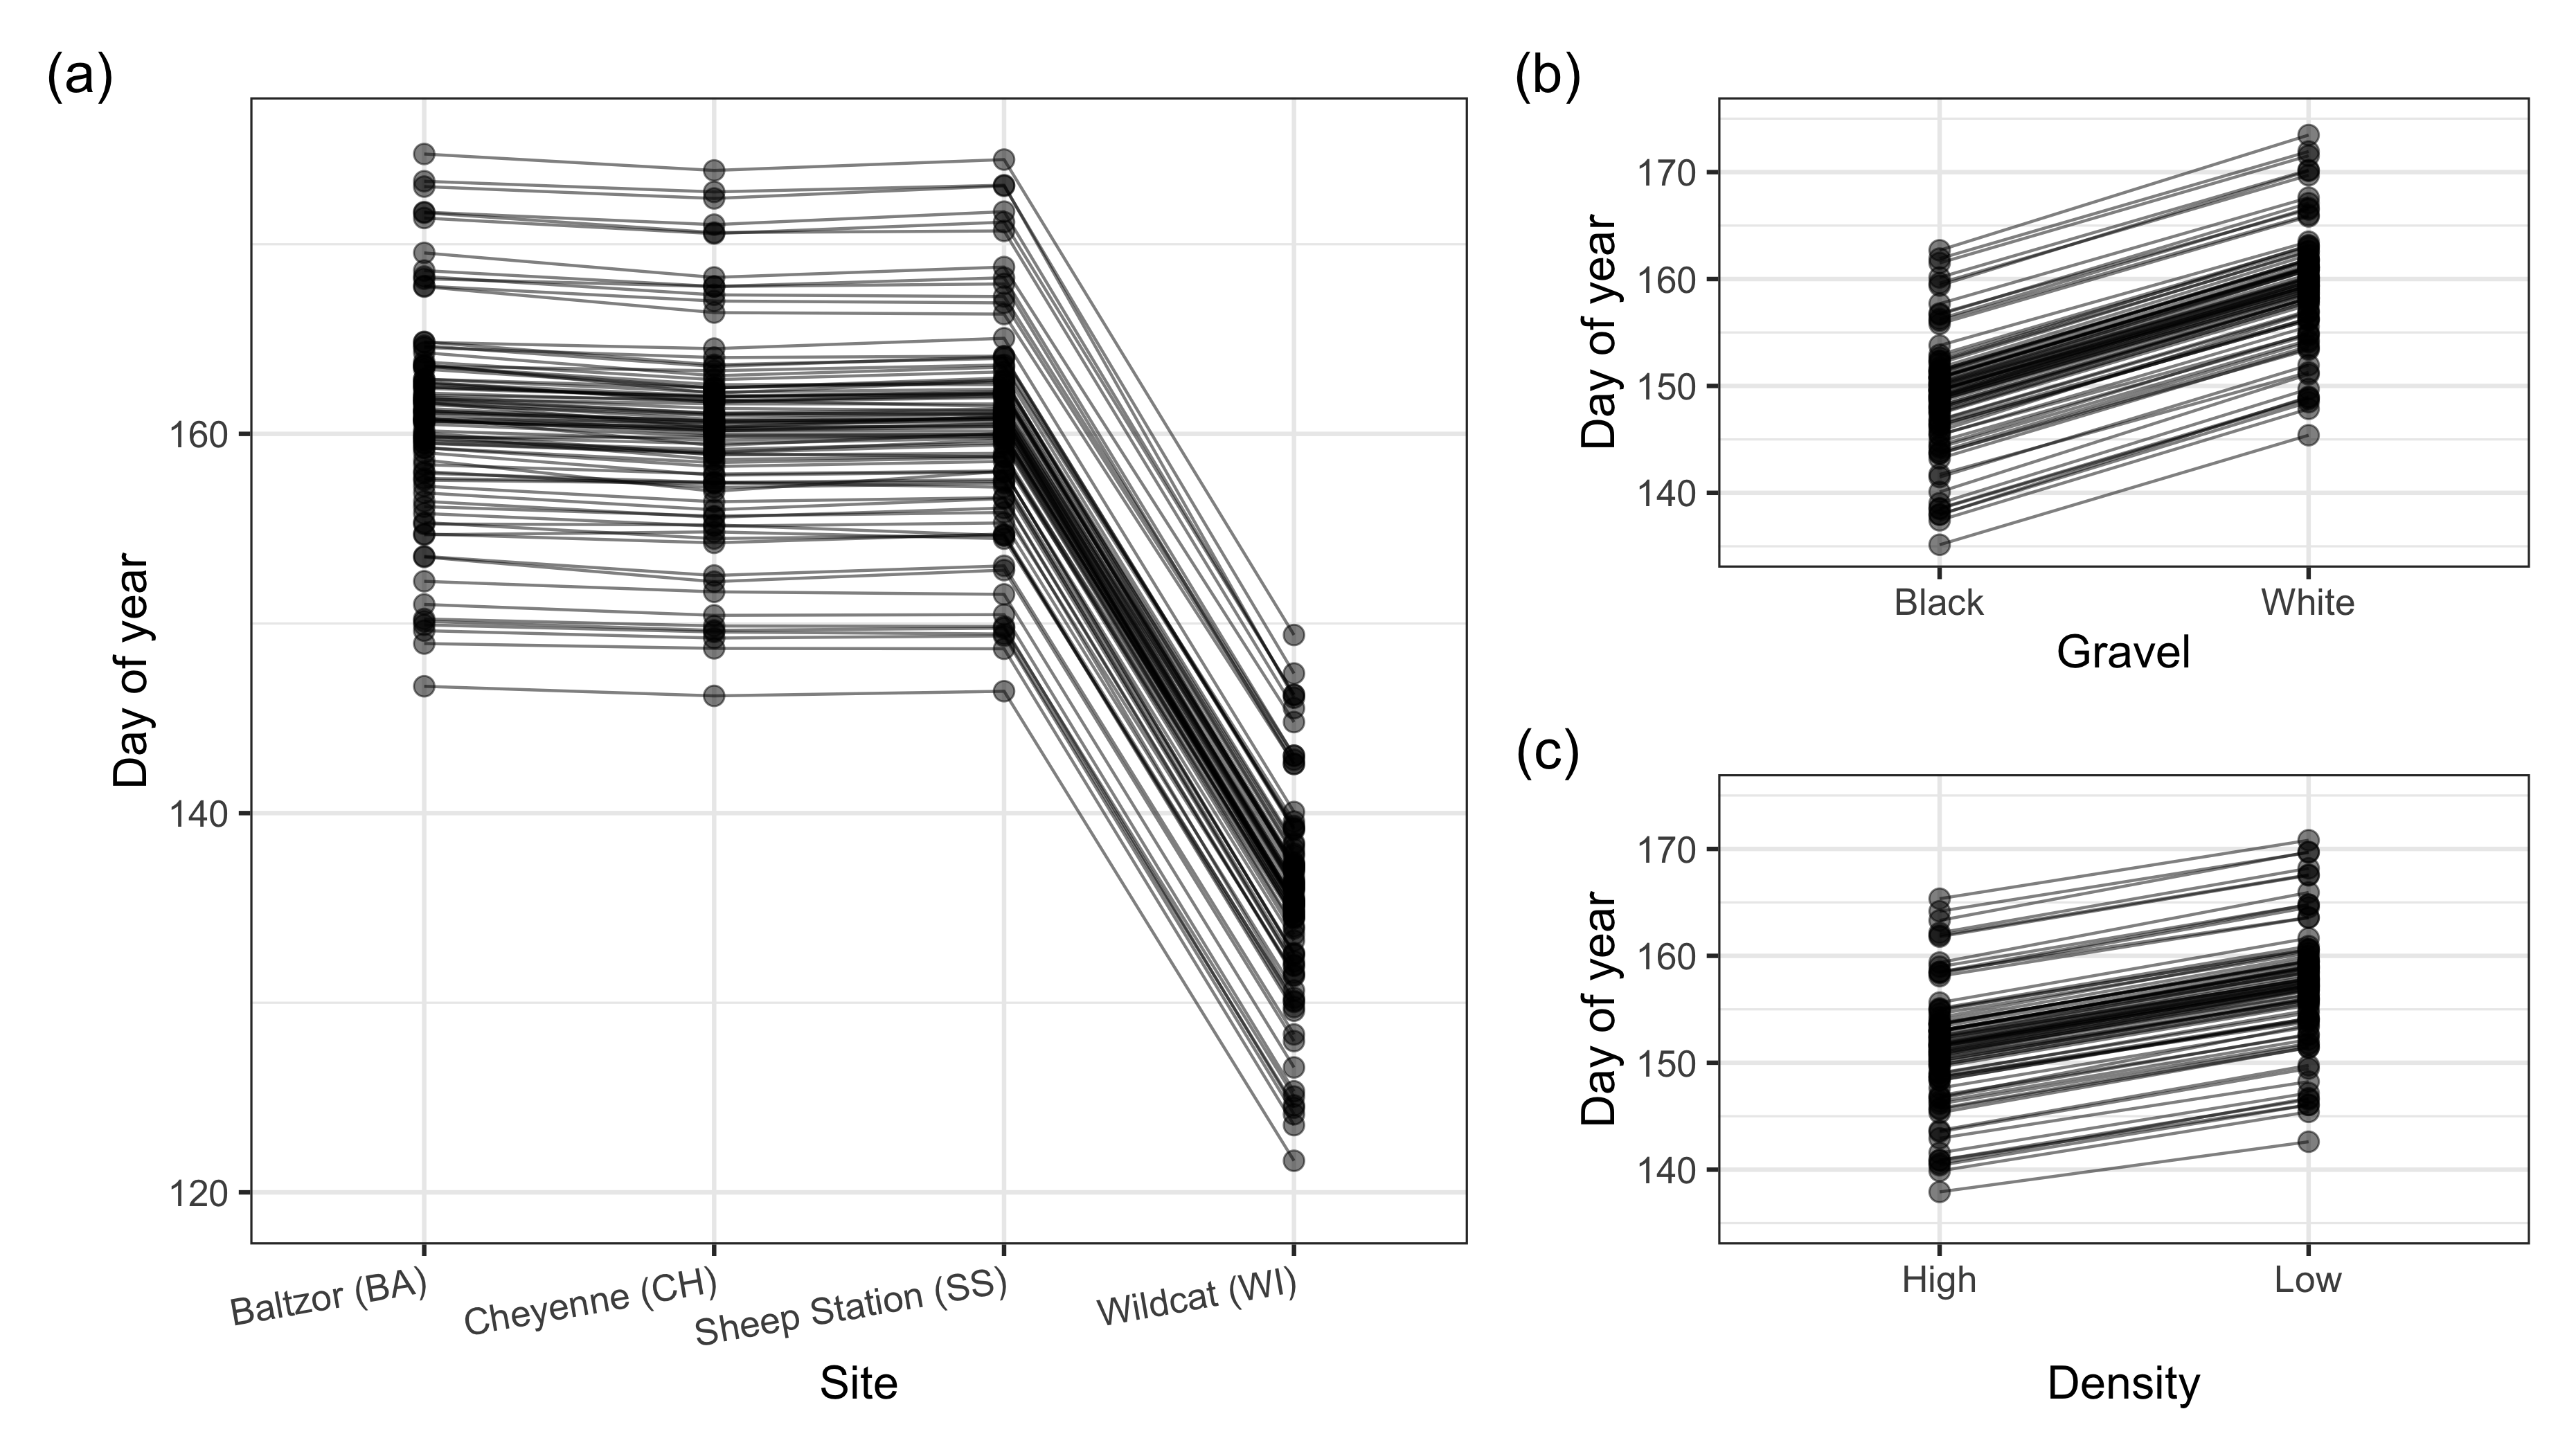 (a)
Day of year
160
140
120
Baltzor (BA)
Cheyenne (CH)
Sheep Station (SS)
Wildcat (WI)
Site
(b)
Day of year
170
160
150
140
Black
White
Gravel
(c)
Day of year
170
160
150
140
High
Low
Density